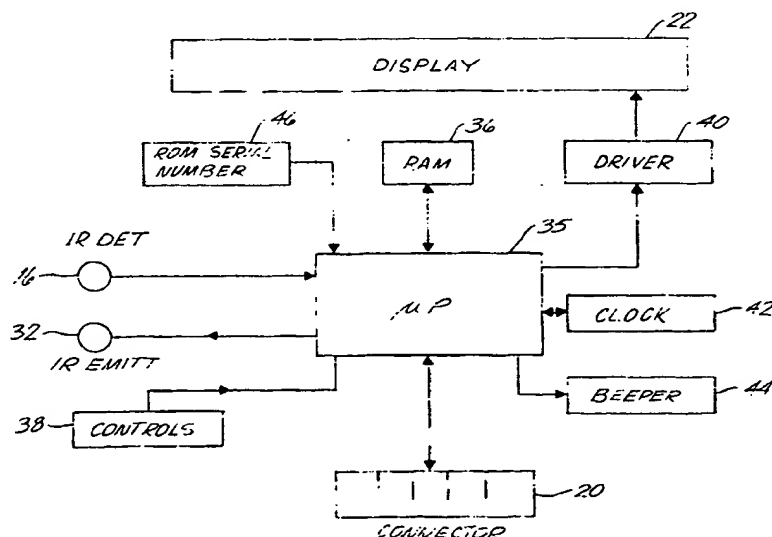 22
DISPLAY
46
36
40
ROM SERIAL
NUMBER
RAM
DRIVER
IR DET
35
16
µP
32
CLOCK
42
IR EMITT
BEEPER
44
38
CONTROLS
20
CONNECTOR